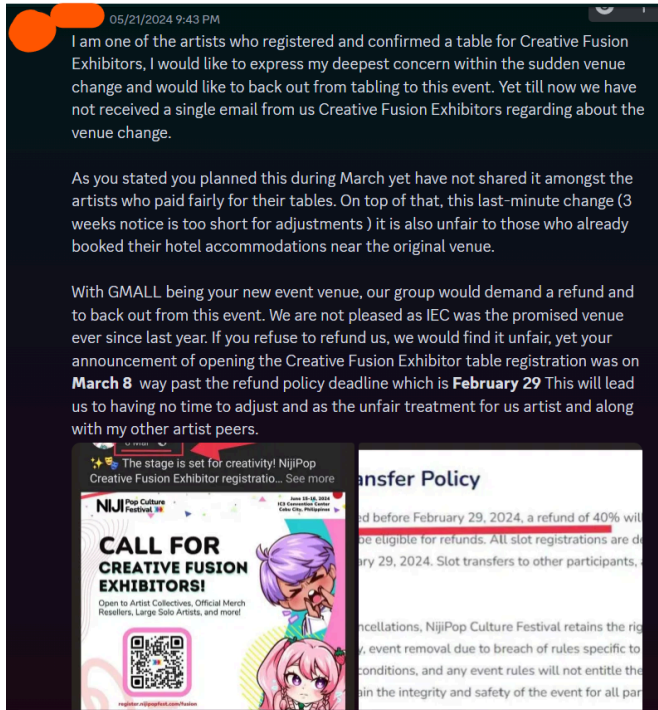 05/21/2024 9:43 PM
I am one of the artists who registered and confirmed a table for Creative Fusion
Exhibitors, I would like to express my deepest concern within the sudden venue
change and would like to back out from tabling to this event. Yet till now we have
not received a single email from us Creative Fusion Exhibitors regarding about the
venue change.
As you stated you planned this during March yet have not shared it amongst the
artists who paid fairly for their tables. On top of that, this last-minute change (3
weeks notice is too short for adjustments ) it is also unfair to those who already
booked their hotel accommodations near the original venue.
With GMALL being your new event venue, our group would demand a refund and
to back out from this event. We are not pleased as IEC was the promised venue
ever since last year. If you refuse to refund us, we would find it unfair, yet your
announcement of opening the Creative Fusion Exhibitor table registration was on
March 8 way past the refund policy deadline which is February 29 This will lead
us to having no time to adjust and as the unfair treatment for us artist and along
with my other artist peers.
✨🎭 The stage is set for creativity! NijiPop
Creative Fusion Exhibitor registratio... See more
NIJI Pop Culture
Festival
June 15-16, 2024
IC3 Convention Center
Cebu City, Philippines
CALL FOR
CREATIVE FUSION
EXHIBITORS!
Open to Artist Collectives, Official Merch
Resellers, Large Solo Artists, and more!
register.nijipopfest.com/fusion
ansfer Policy
ed before February 29, 2024, a refund of 40% wil
be eligible for refunds. All slot registrations are de
ary 29, 2024. Slot transfers to other participants,
ncellations, NijiPop Culture Festival retains the rig
y, event removal due to breach of rules specific to
conditions, and any event rules will not entitle the
ain the integrity and safety of the event for all par